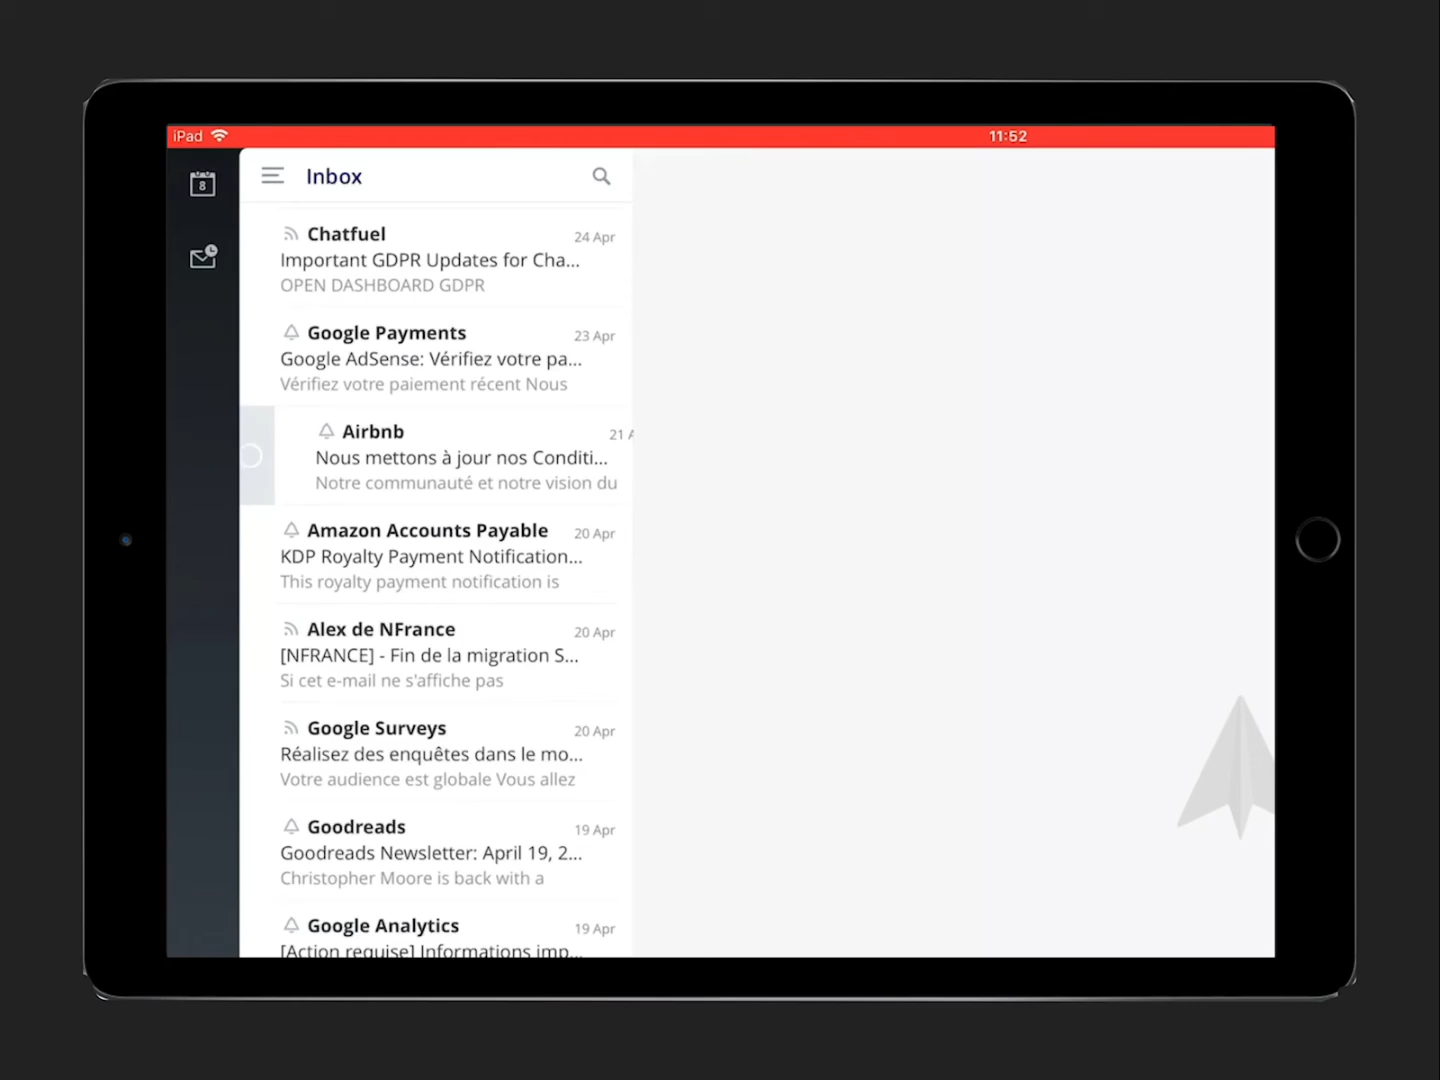 iPad
11:52
8
Inbox
Chatfuel
24 Apr
Important GDPR Updates for Cha...
OPEN DASHBOARD GDPR
Google Payments
23 Apr
Google AdSense: Vérifiez votre pa...
Vérifiez votre paiement récent Nous
Airbnb
21 A
Nous mettons à jour nos Conditi...
Notre communauté et notre vision du
Amazon Accounts Payable
20 Apr
KDP Royalty Payment Notification...
This royalty payment notification is
Alex de NFrance
20 Apr
[NFRANCE] - Fin de la migration S...
Si cet e-mail ne s'affiche pas
Google Surveys
20 Apr
Réalisez des enquêtes dans le mo...
Votre audience est globale Vous allez
Goodreads
19 Apr
Goodreads Newsletter: April 19, 2...
Christopher Moore is back with a
Google Analytics
19 Apr
[Action requise] Informations imp...